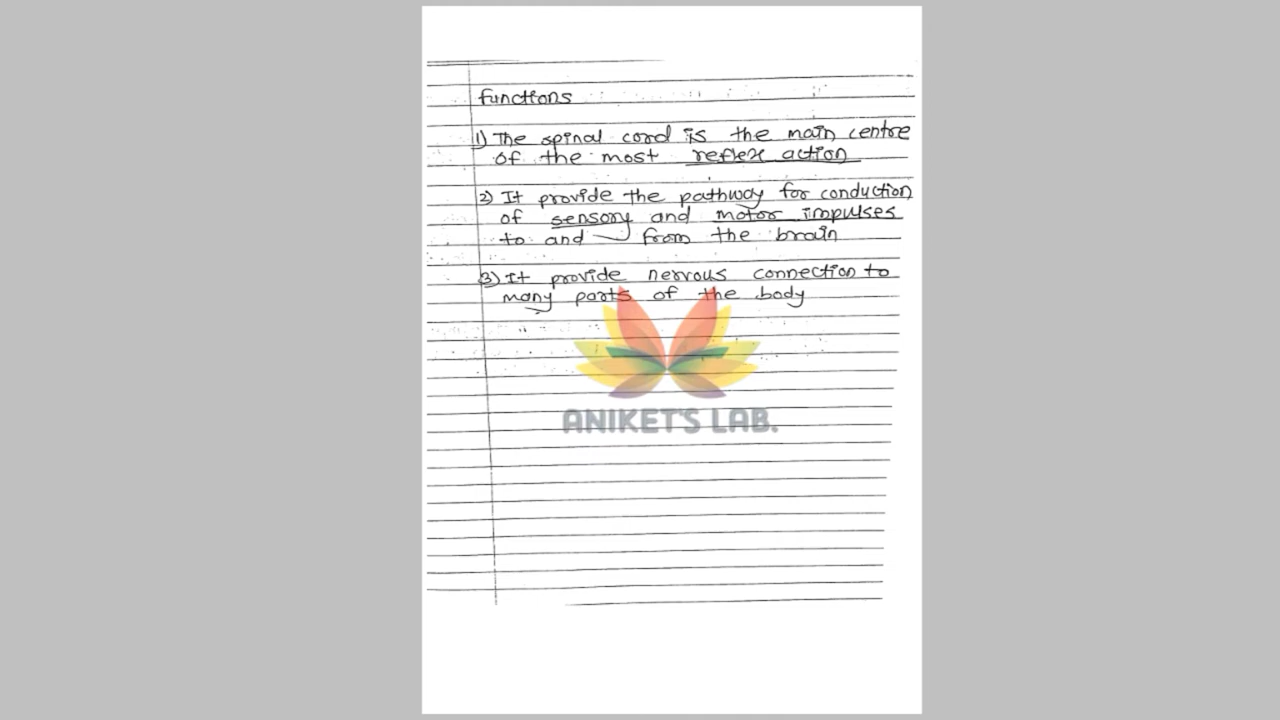 functions
1) The spinal cord is the main centre
of the most reflex action
2) It provide the pathway for conduction
of sensory and motor impulses
to and from the brain
3) It provide nervous connection to
many parts of the body
ANIKET'S LAB.